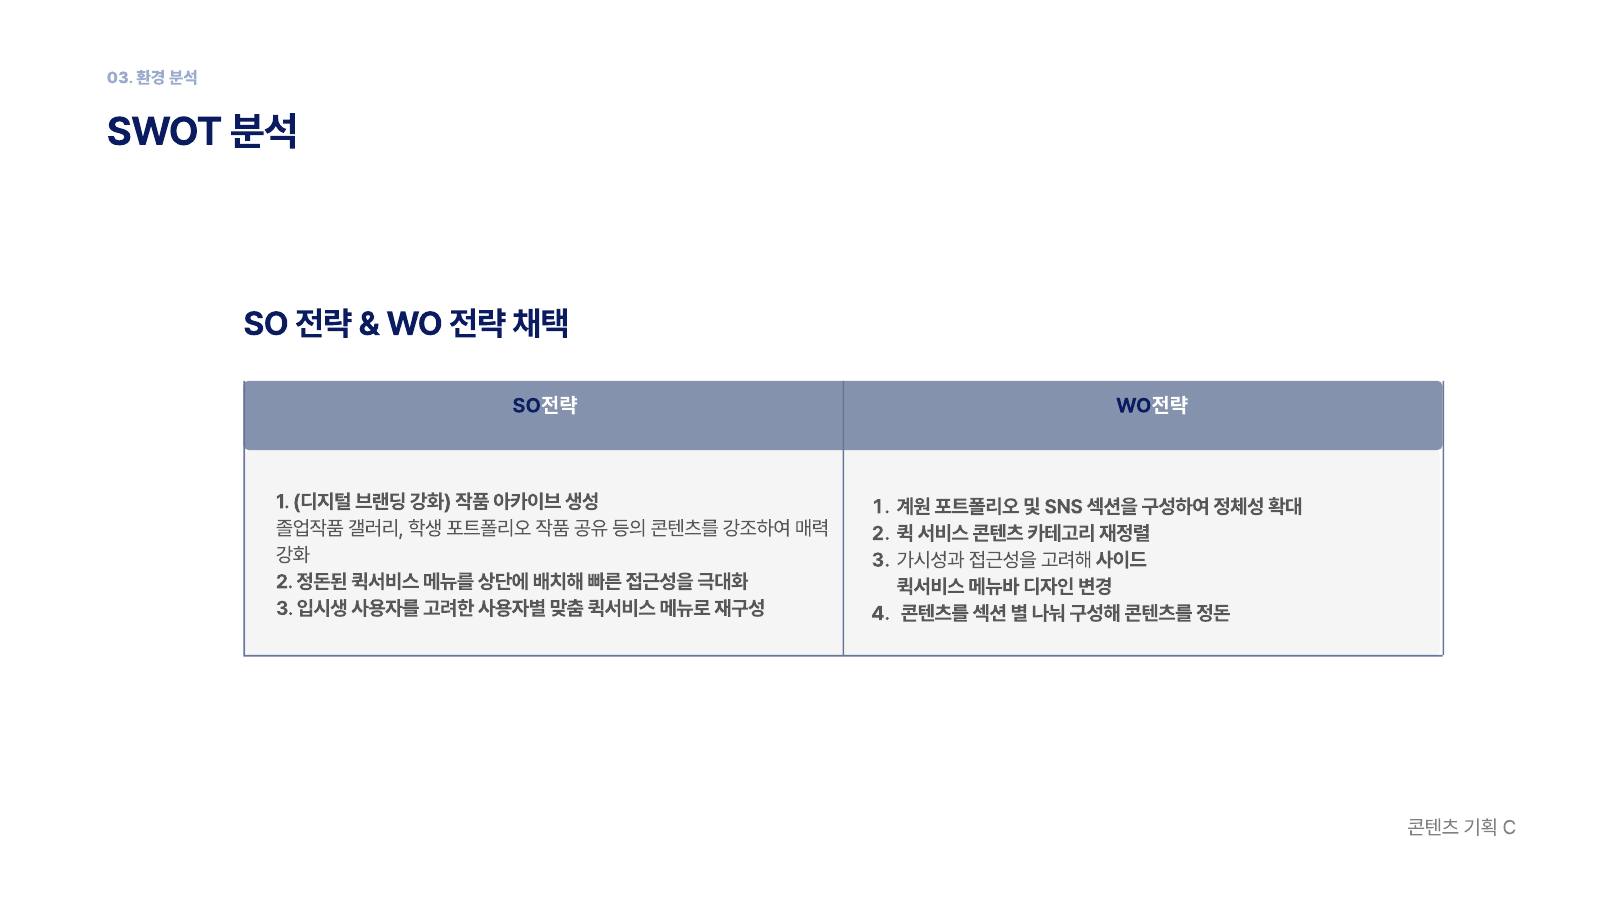 03. 환경 분석
SWOT 분석
SO 전략 & WO 전략 채택
SO전략
WO전략
1. (디지털 브랜딩 강화) 작품 아카이브 생성
졸업작품 갤러리, 학생 포트폴리오 작품 공유 등의 콘텐츠를 강조하여 매력
강화
2. 정돈된 퀵서비스 메뉴를 상단에 배치해 빠른 접근성을 극대화
3. 입시생 사용자를 고려한 사용자별 맞춤 퀵서비스 메뉴로 재구성
1. 계원 포트폴리오 및 SNS 섹션을 구성하여 정체성 확대
2. 퀵 서비스 콘텐츠 카테고리 재정렬
3. 가시성과 접근성을 고려해 사이드
퀵서비스 메뉴바 디자인 변경
4. 콘텐츠를 섹션 별 나눠 구성해 콘텐츠를 정돈
콘텐츠 기획 C